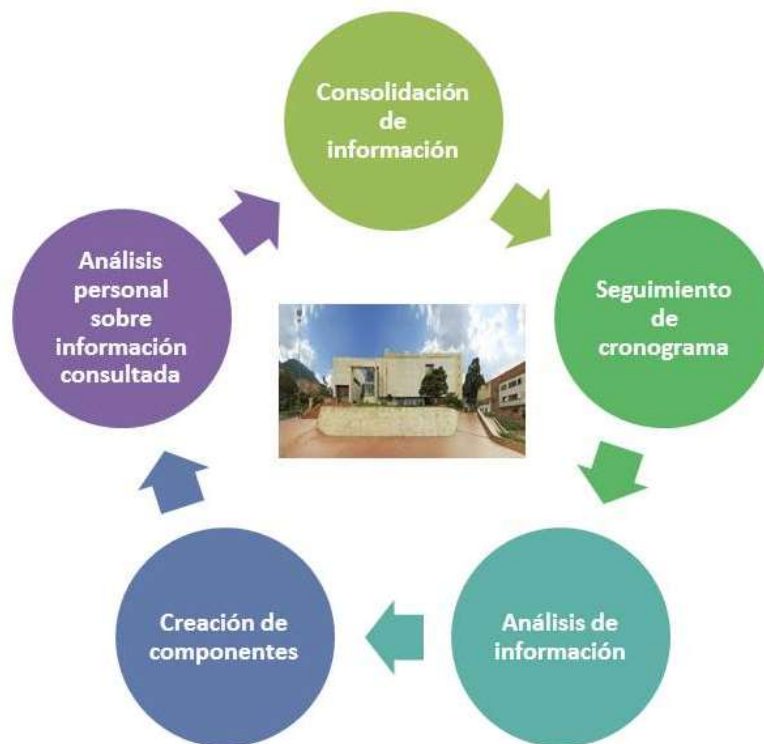 Consolidación
de
información
Seguimiento
de
cronograma
Análisis de
información
Creación de
componentes
Análisis
personal
sobre
información
consultada